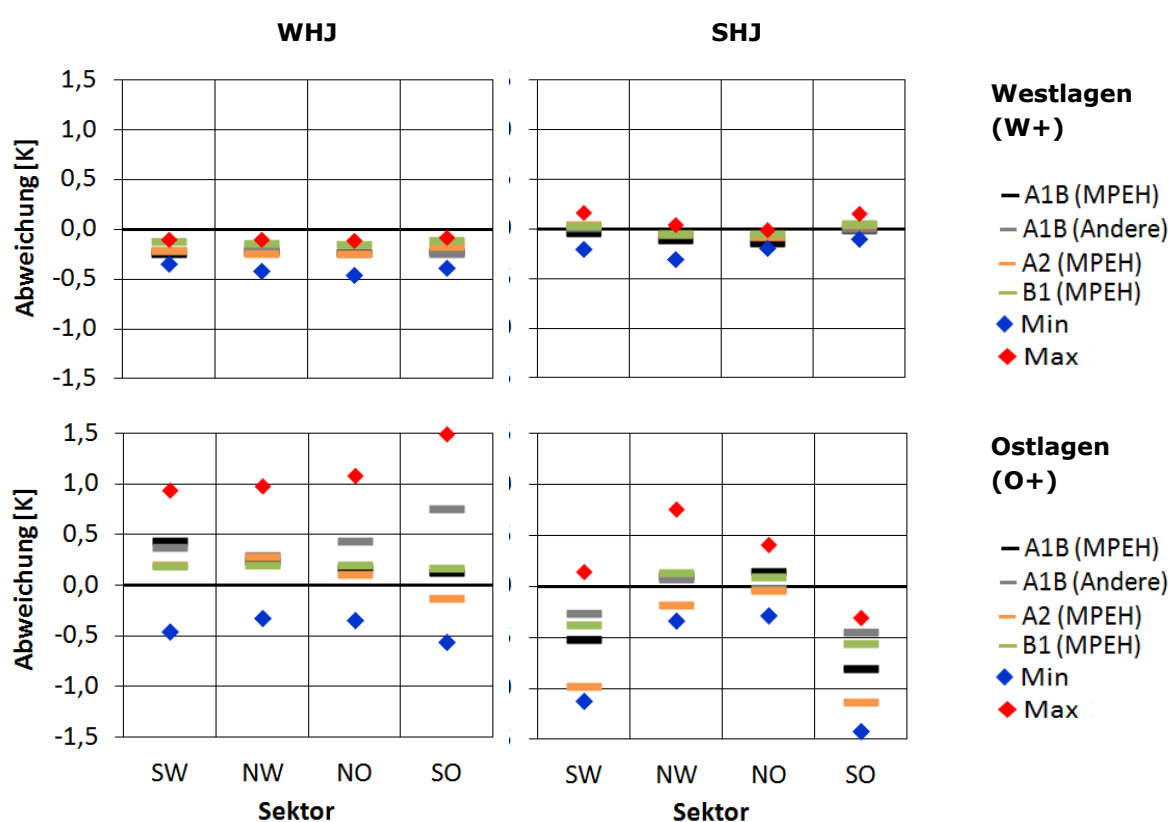 WHJ
SHJ
1,5
1,0
0,5
0,0
-0,5
-1,0
-1,5
Abweichung [K]
Westlagen
(W+)
A1B (MPEH)
A1B (Andere)
A2 (MPEH)
B1 (MPEH)
Min
Max
1,5
1,0
0,5
0,0
-0,5
-1,0
-1,5
Abweichung [K]
SW NW NO SO
Sektor
SW NW NO SO
Sektor
Ostlagen
(O+)
A1B (MPEH)
A1B (Andere)
A2 (MPEH)
B1 (MPEH)
Min
Max